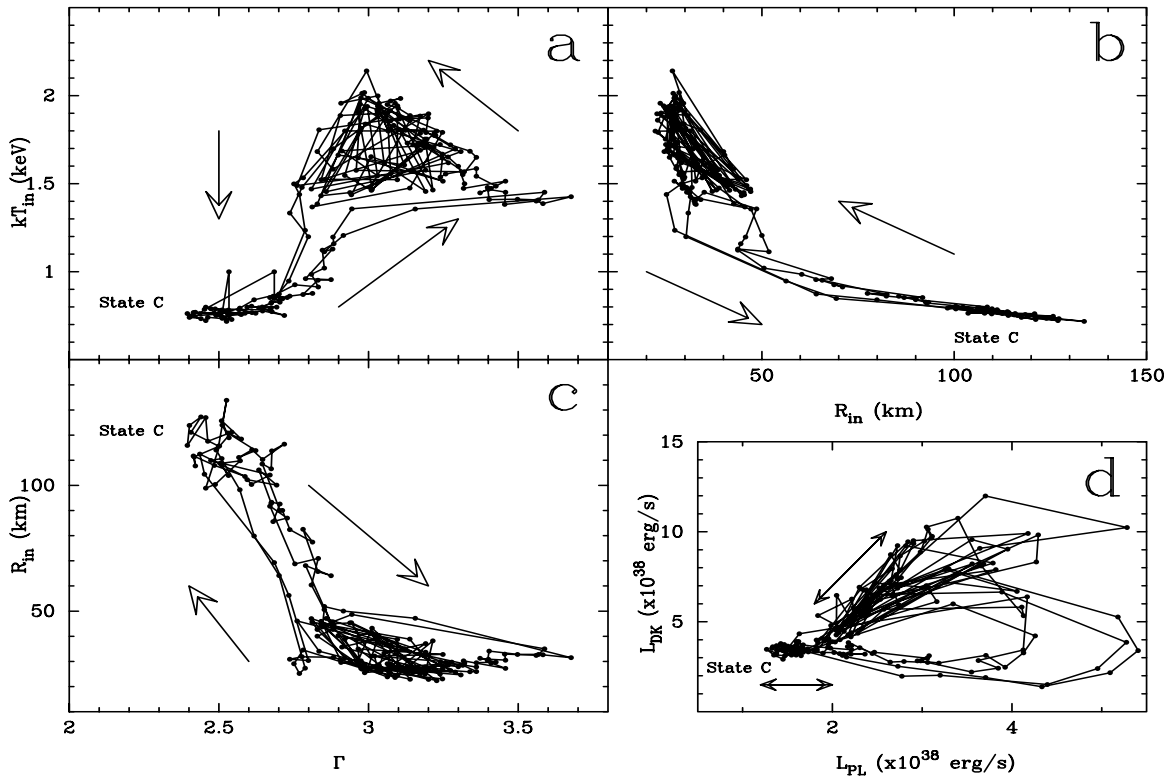 a
b
2
1.5
1
kT_in (keV)
State C
State C
50
100
150
R_in (km)
c
d
State C
100
50
R_in (km)
2
2.5
3
3.5
Γ
15
10
5
L_DK (x10^38 erg/s)
State C
2
4
L_PL (x10^38 erg/s)